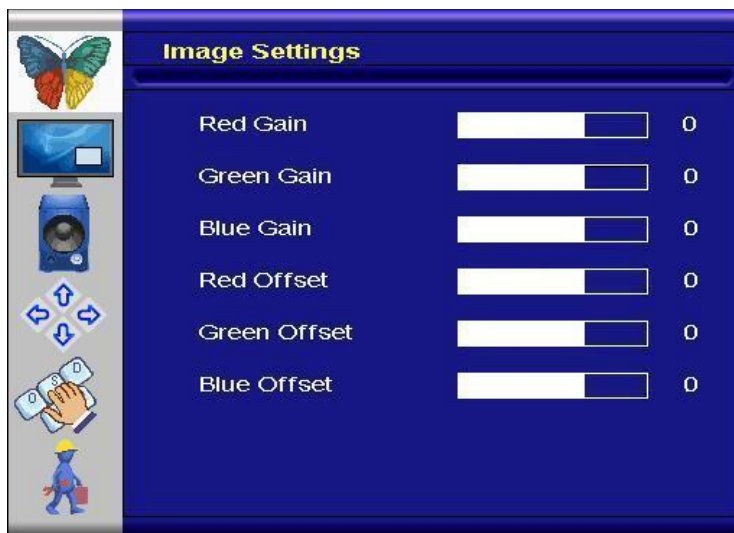 Image Settings
Red Gain 0
Green Gain 0
Blue Gain 0
Red Offset 0
Green Offset 0
Blue Offset 0
O S D